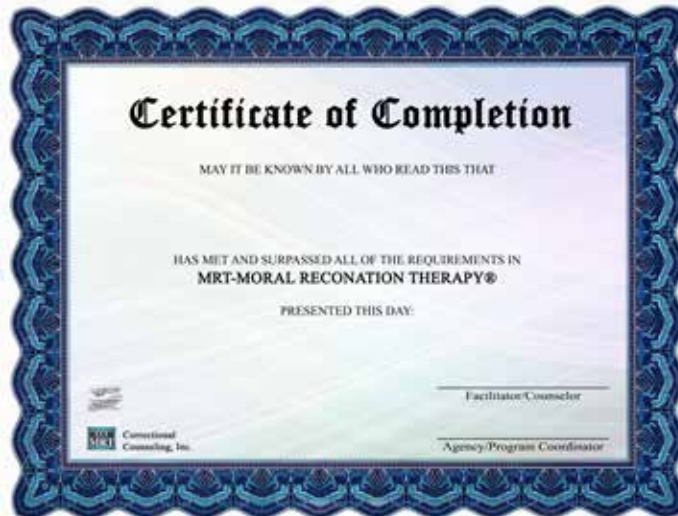 Certificate of Completion
MAY IT BE KNOWN BY ALL WHO READ THIS THAT
HAS MET AND SURPASSED ALL OF THE REQUIREMENTS IN
MRT-MORAL RECONATION THERAPY®
PRESENTED THIS DAY:
Facilitator/Counselor
MRT
Correctional
Counseling, Inc.
Agency/Program Coordinator